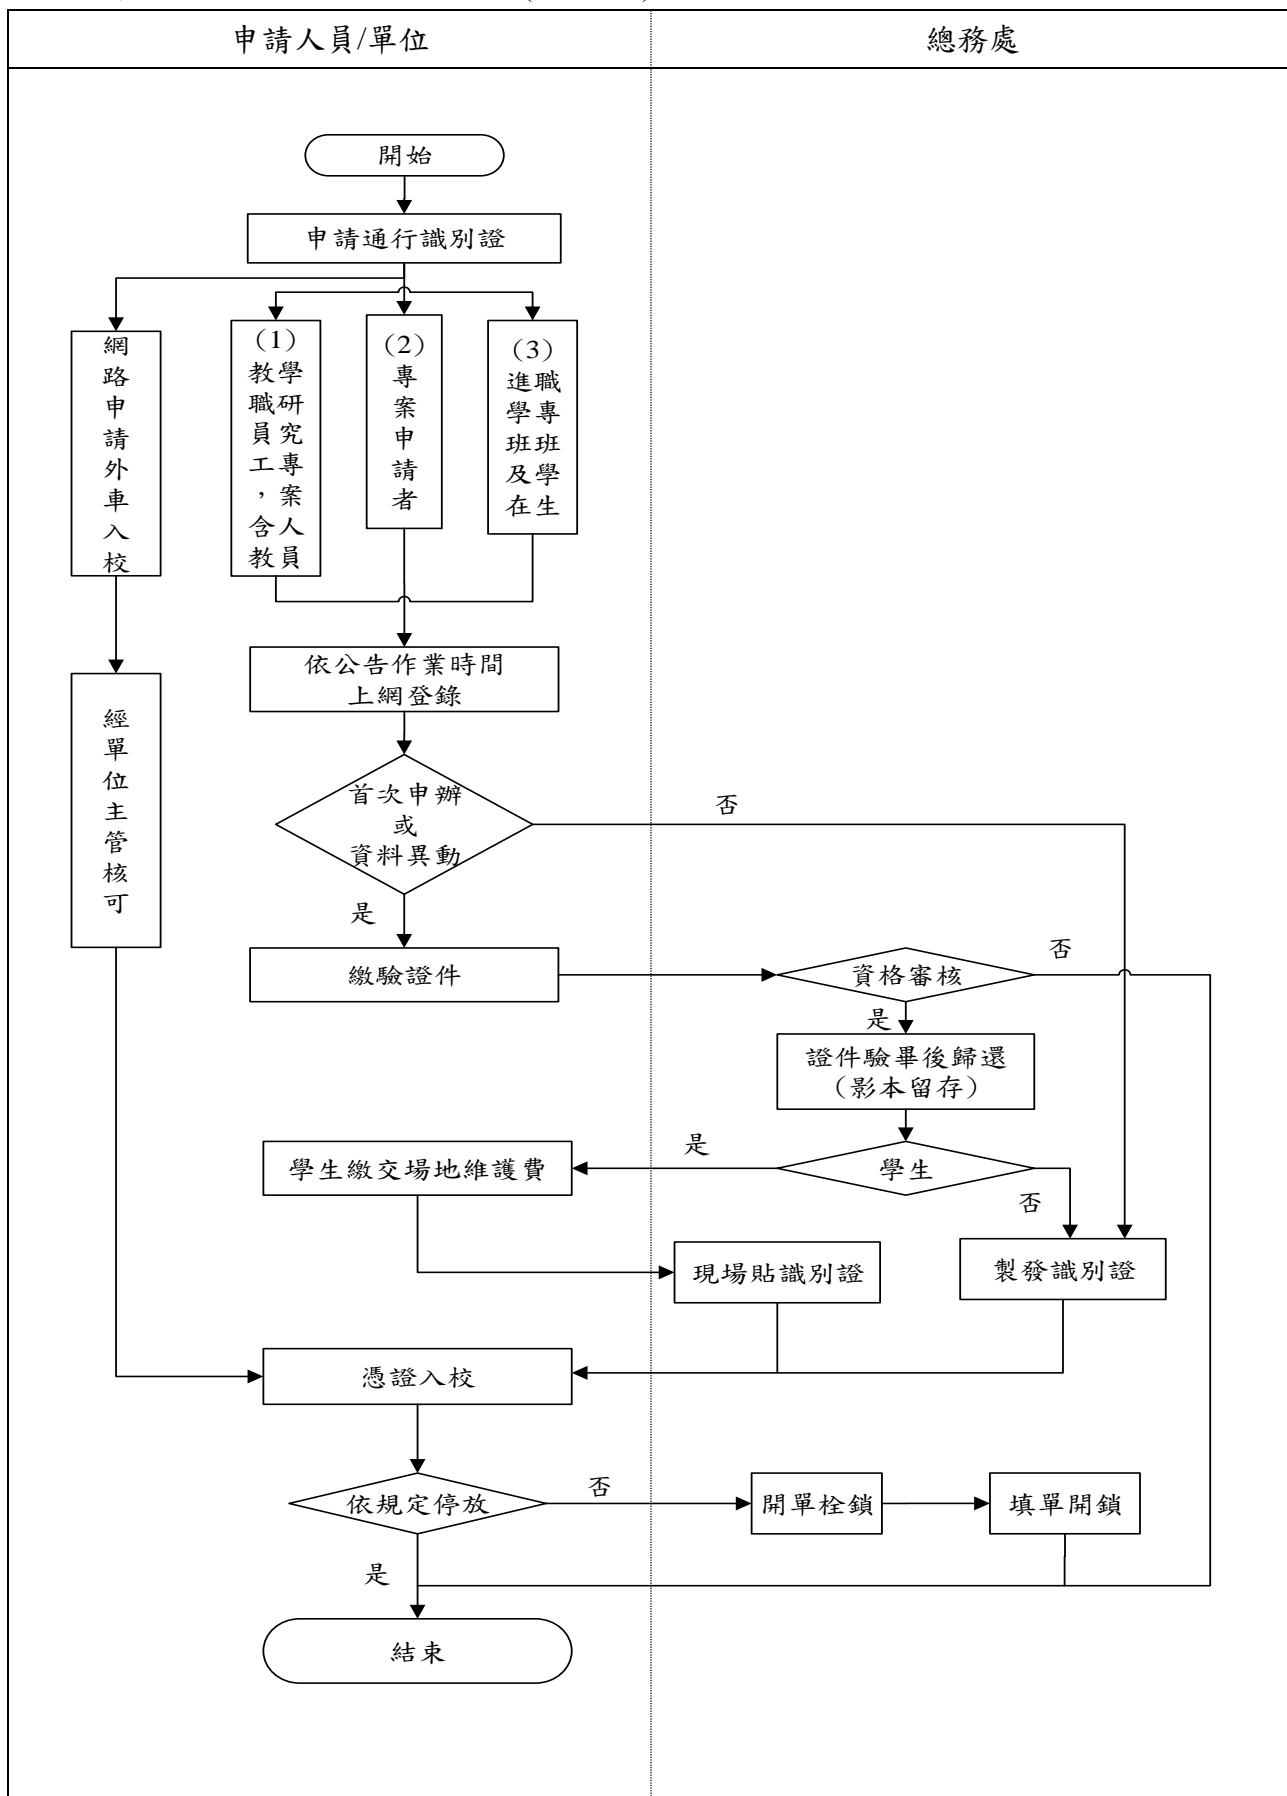 申請人員/單位
總務處
開始
申請通行識別證
網路申請外車入校
(1)
教學
職研
員究
工專
，案
含人
教員
(2)
專案申請者
(3)
進職
學專
班班
及學
在生
依公告作業時間
上網登錄
經單位主管核可
首次申辦
或
資料異動
否
是
繳驗證件
資格審核
否
是
證件驗畢後歸還
(影本留存)
學生繳交場地維護費
是
學生
否
現場貼識別證
製發識別證
憑證入校
依規定停放
否
開單栓鎖
填單開鎖
是
結束